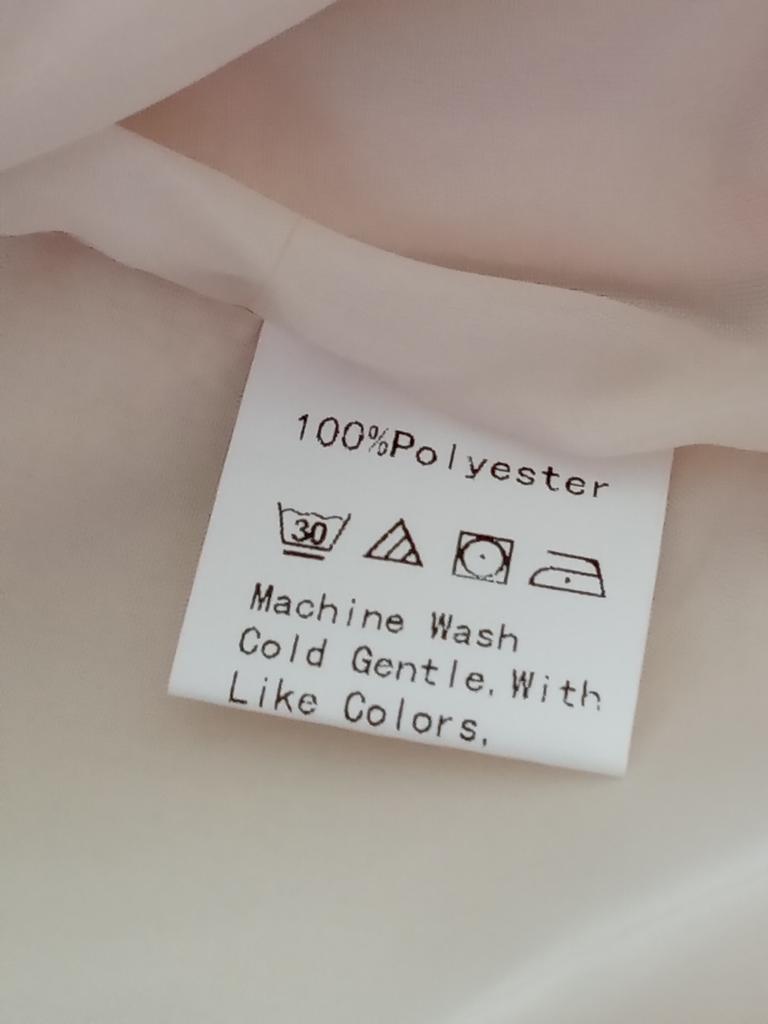 100%Polyester
30
Machine Wash
Cold Gentle. With
Like Colors,